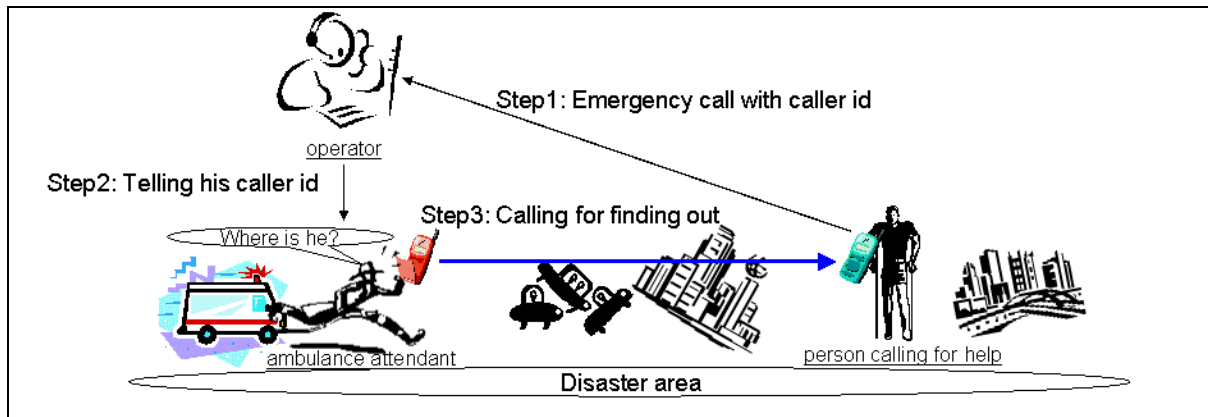 Step1: Emergency call with caller id
operator
Step2: Telling his caller id
Step3: Calling for finding out
Where is he?
ambulance attendant
person calling for help
Disaster area